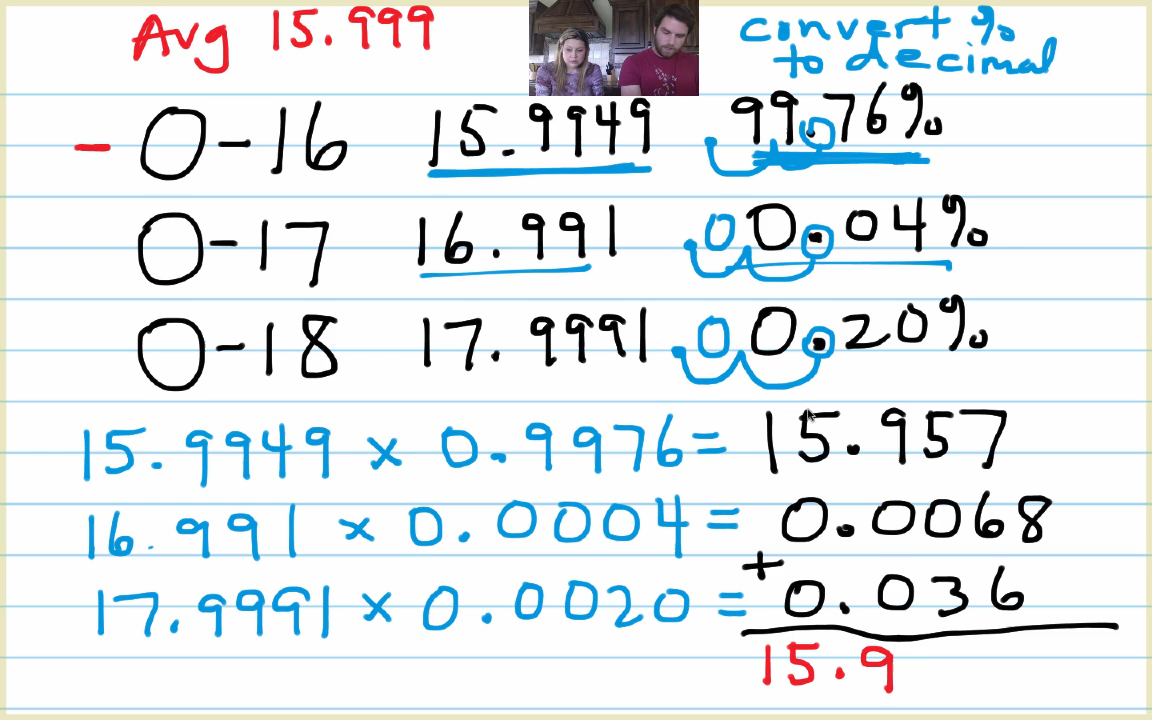 Avg 15.999
convert % to decimal
- O-16 15.9949 99.76%
O-17 16.991 00.04%
O-18 17.9991 00.20%
15.9949 x 0.9976 = 15.957
16.991 x 0.0004 = 0.0068
17.9991 x 0.0020 = + 0.036
15.9